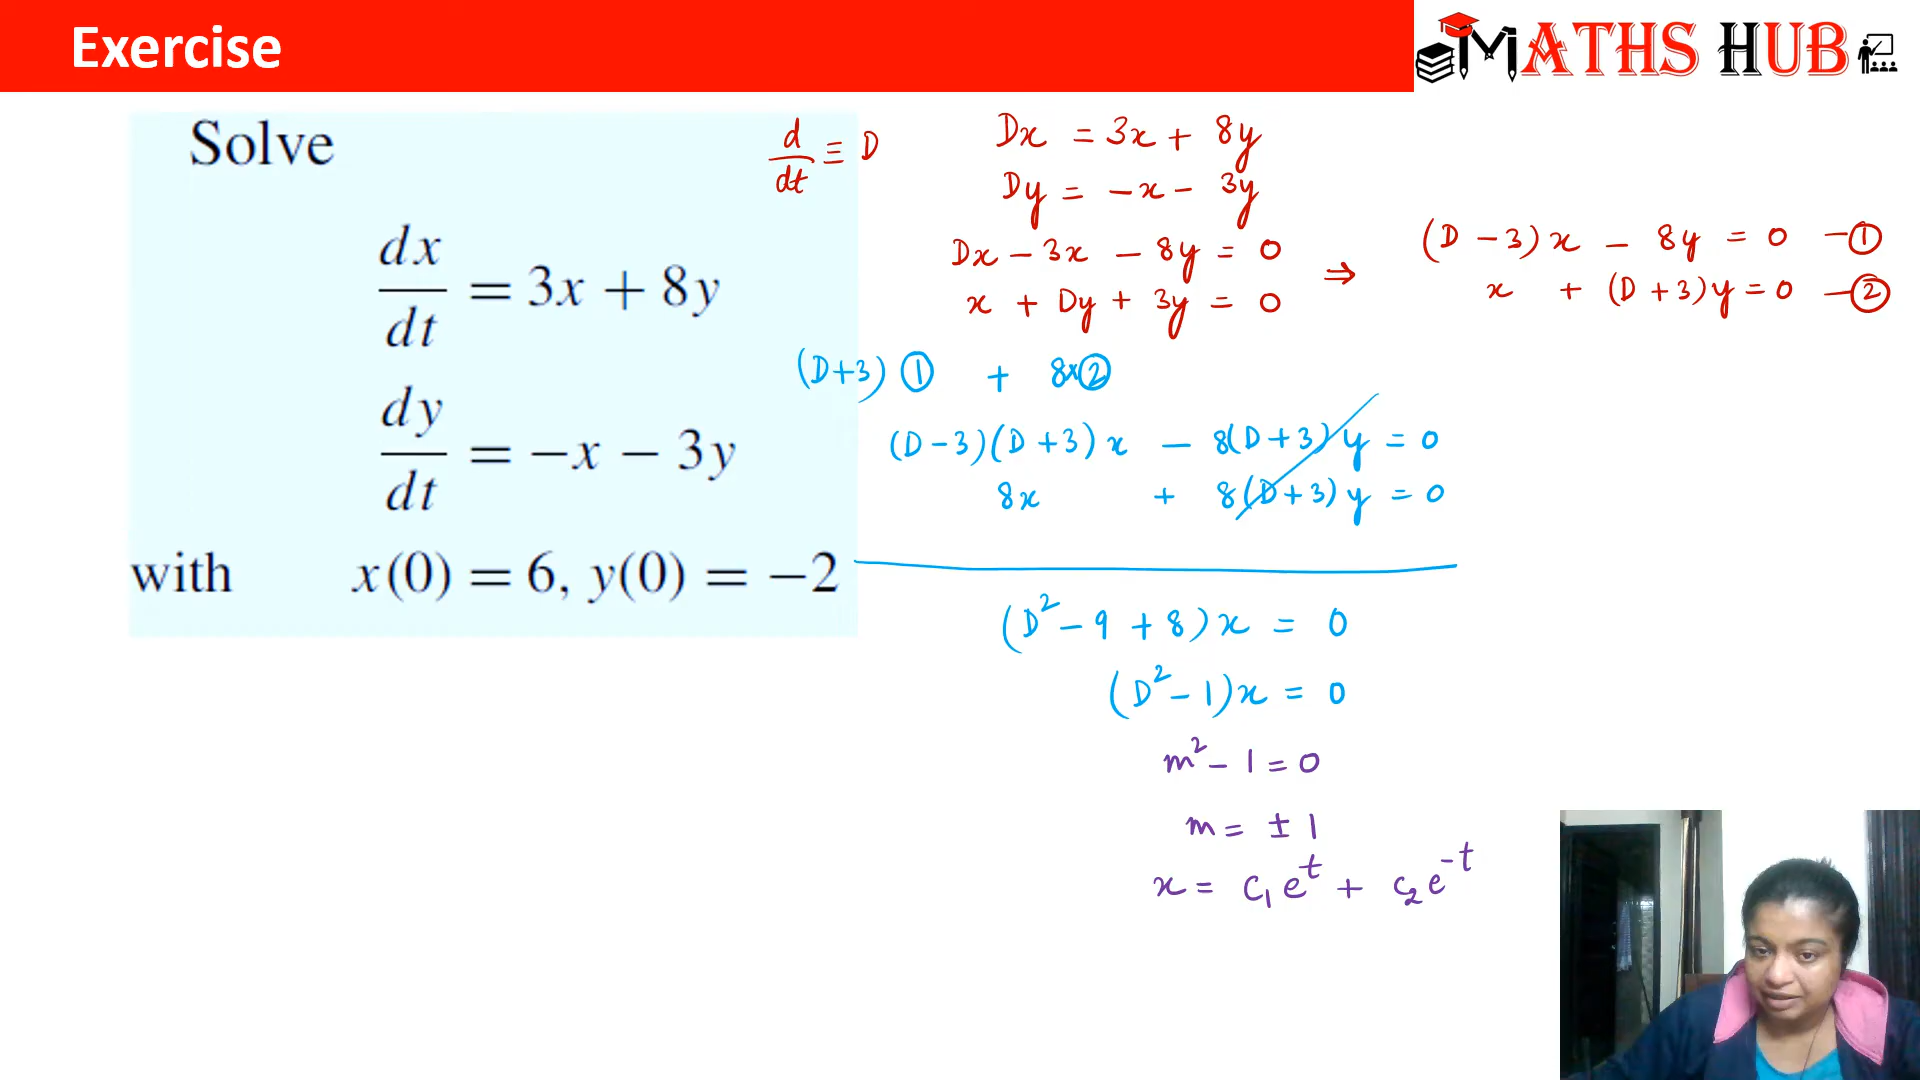 Exercise
MATHS HUB
Solve
dx/dt = 3x + 8y
dy/dt = −x − 3y
with x(0) = 6, y(0) = −2
d/dt ≡ D
Dx = 3x + 8y
Dy = −x − 3y
Dx − 3x − 8y = 0
x + Dy + 3y = 0
⇒
(D − 3)x − 8y = 0 —①
x + (D + 3)y = 0 —②
(D+3) ① + 8×②
(D − 3)(D + 3)x − 8(D + 3)y = 0
8x + 8(D + 3)y = 0
(D² − 9 + 8)x = 0
(D² − 1)x = 0
m² − 1 = 0
m = ± 1
x = c₁eᵗ + c₂e⁻ᵗ